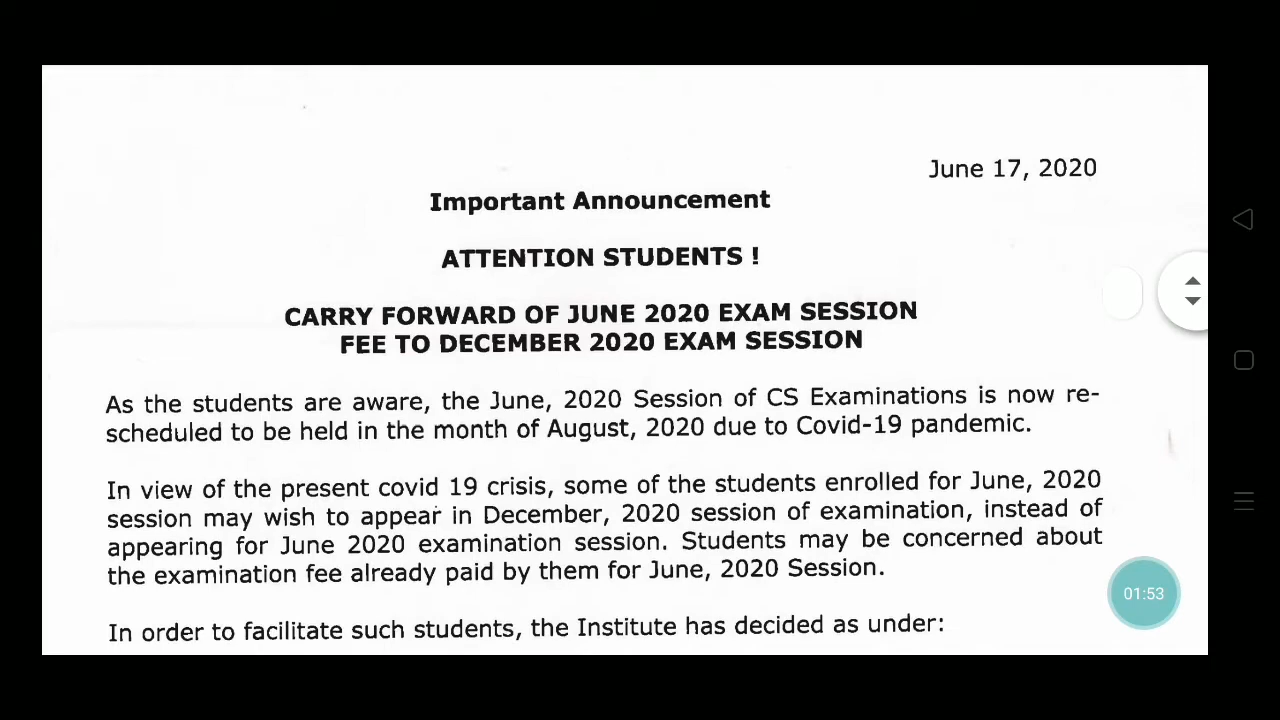 June 17, 2020
Important Announcement
ATTENTION STUDENTS !
CARRY FORWARD OF JUNE 2020 EXAM SESSION
FEE TO DECEMBER 2020 EXAM SESSION
As the students are aware, the June, 2020 Session of CS Examinations is now re-
scheduled to be held in the month of August, 2020 due to Covid-19 pandemic.
In view of the present covid 19 crisis, some of the students enrolled for June, 2020
session may wish to appear in December, 2020 session of examination, instead of
appearing for June 2020 examination session. Students may be concerned about
the examination fee already paid by them for June, 2020 Session.
01:53
In order to facilitate such students, the Institute has decided as under: